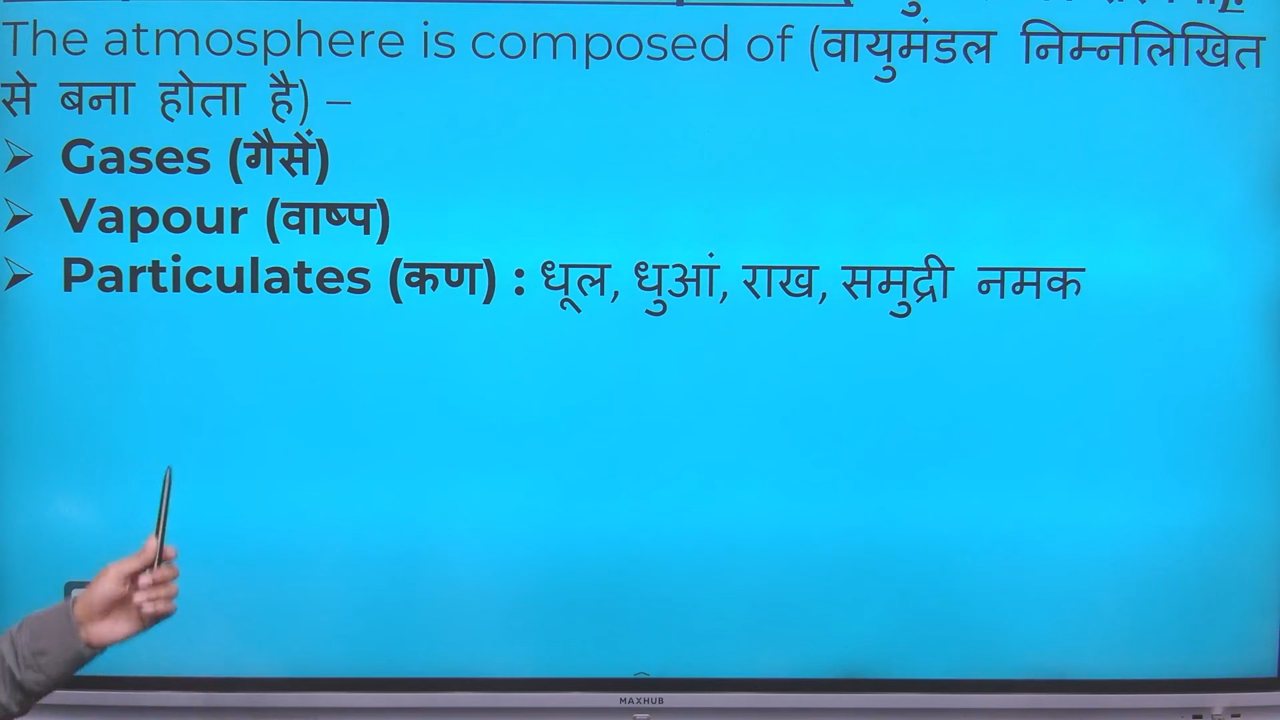 The atmosphere is composed of (वायुमंडल निम्नलिखित
से बना होता है) –
➢ Gases (गैसें)
➢ Vapour (वाष्प)
➢ Particulates (कण) : धूल, धुआं, राख, समुद्री नमक
MAXHUB